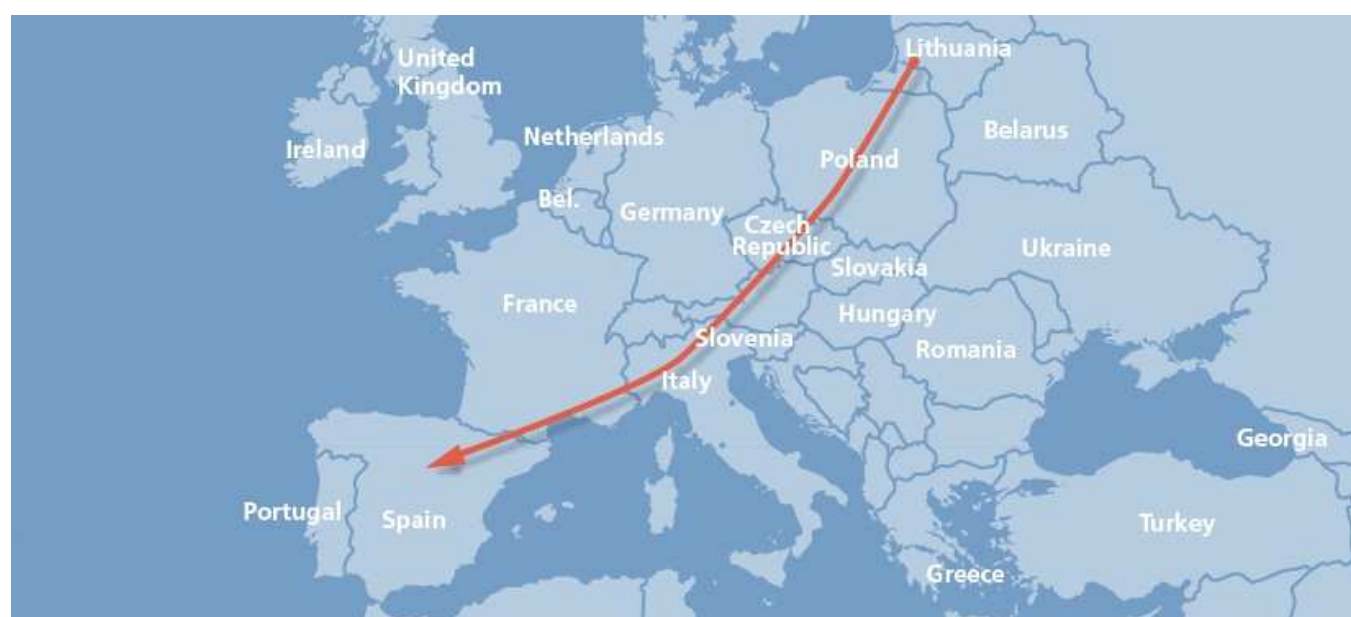 Lithuania
United
Kingdom
Belarus
Netherlands
Ireland
Poland
Bel.
Germany
Czech
Republic
Ukraine
Slovakia
France
Hungary
Slovenia
Romania
Italy
Georgia
Portugal
Spain
Turkey
Greece